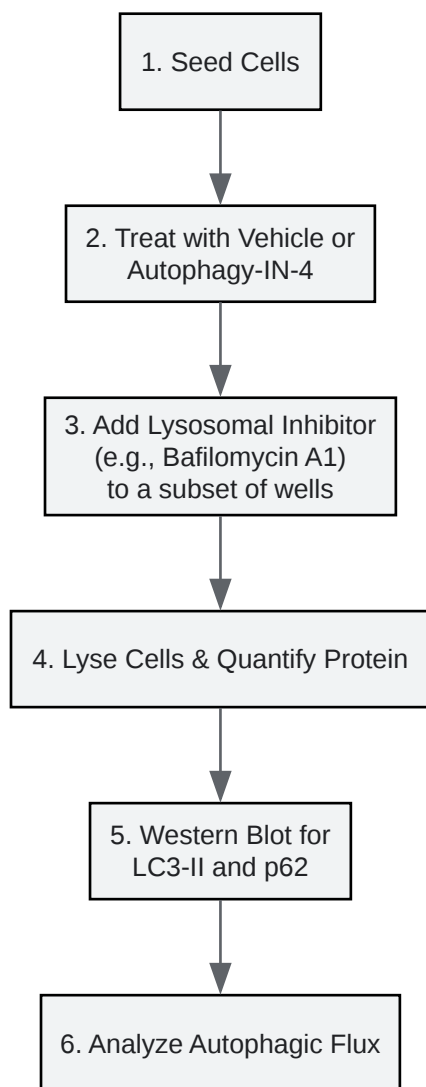 1. Seed Cells
2. Treat with Vehicle or
Autophagy-IN-4
3. Add Lysosomal Inhibitor
(e.g., Bafilomycin A1)
to a subset of wells
4. Lyse Cells & Quantify Protein
5. Western Blot for
LC3-II and p62
6. Analyze Autophagic Flux